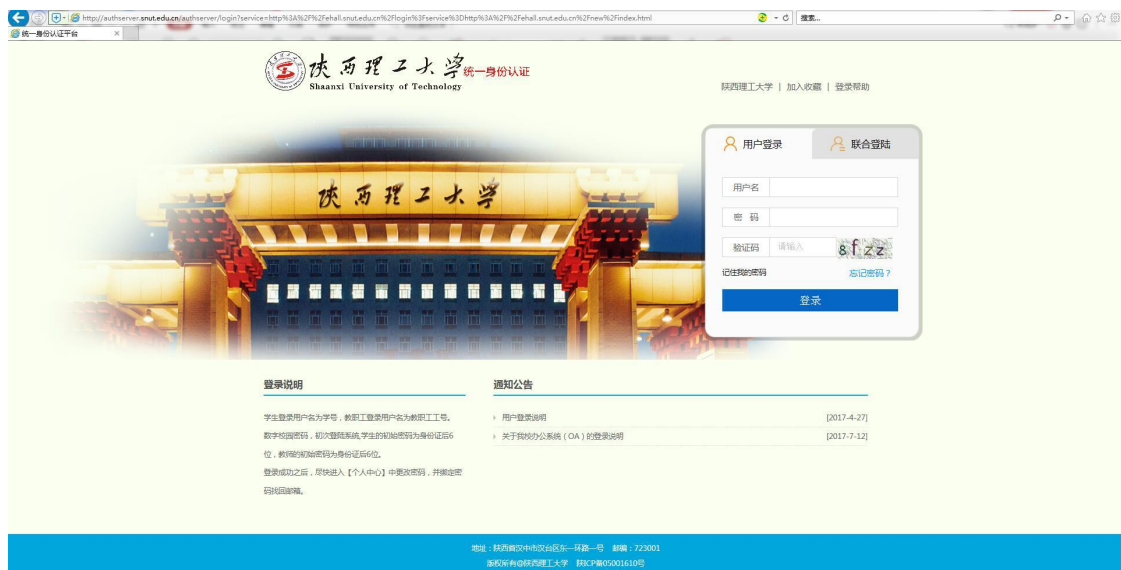 http://authserver.snut.edu.cn/authserver/login?service=http%3A%2F%2Fehall.snut.edu.cn%2Flogin%3Fservice%3Dhttp%3A%2F%2Fehall.snut.edu.cn%2Fnew%2Findex.html
搜索...
统一身份认证平台
陕西理工大学 统一身份认证
Shaanxi University of Technology
陕西理工大学 | 加入收藏 | 登录帮助
用户登录 联合登陆
陕西理工大学
用户名
密 码
验证码 请输入 8fzz
记住我的密码 忘记密码？
登录
登录说明
学生登录用户名为学号，教职工登录用户名为教职工工号。
数字校园密码，初次登陆系统,学生的初始密码为身份证后6
位，教师的初始密码为身份证后6位。
登录成功之后，尽快进入【个人中心】中更改密码，并绑定密
码找回邮箱。
通知公告
用户登录说明 [2017-4-27]
关于我校办公系统（OA）的登录说明 [2017-7-12]
地址：陕西省汉中市汉台区东一环路一号 邮编：723001
版权所有@陕西理工大学 陕ICP备05001610号